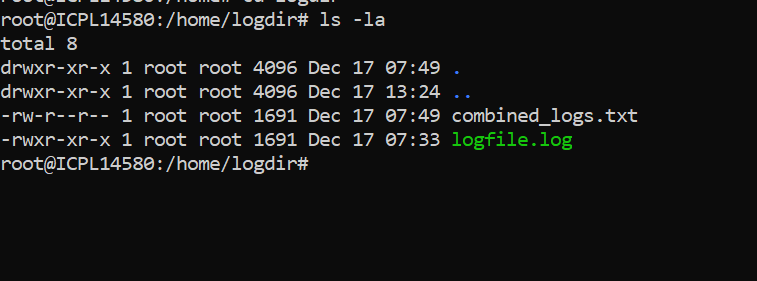 root@ICPL14580:/home/logdir# ls -la
total 8
drwxr-xr-x 1 root root 4096 Dec 17 07:49 .
drwxr-xr-x 1 root root 4096 Dec 17 13:24 ..
-rw-r--r-- 1 root root 1691 Dec 17 07:49 combined_logs.txt
-rwxr-xr-x 1 root root 1691 Dec 17 07:33 logfile.log
root@ICPL14580:/home/logdir#